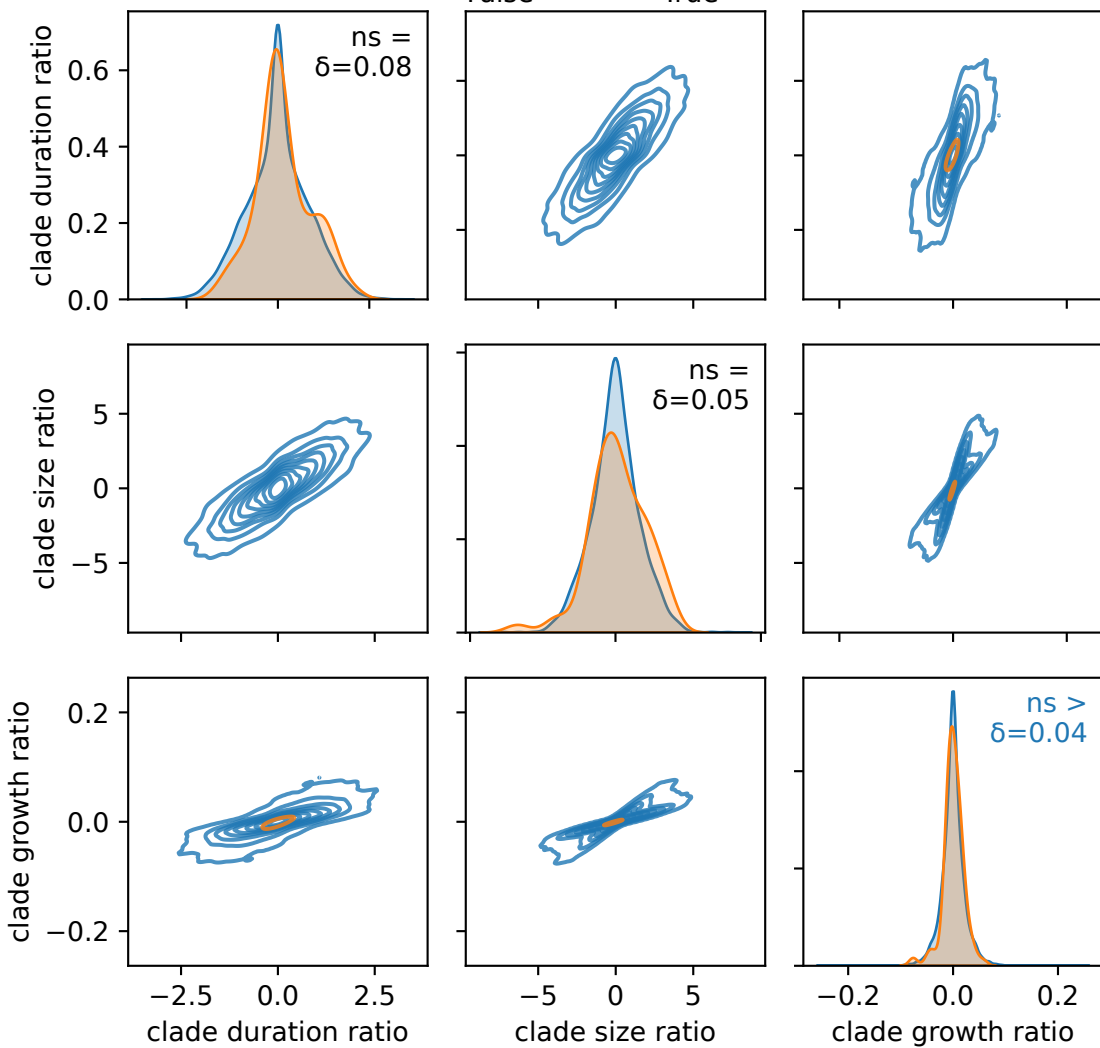 clade duration ratio
0.6
0.4
0.2
0.0
ns =
δ=0.08
clade size ratio
5
0
−5
ns =
δ=0.05
clade growth ratio
0.2
0.0
−0.2
ns >
δ=0.04
−2.5 0.0 2.5
−5 0 5
−0.2 0.0 0.2
clade duration ratio
clade size ratio
clade growth ratio